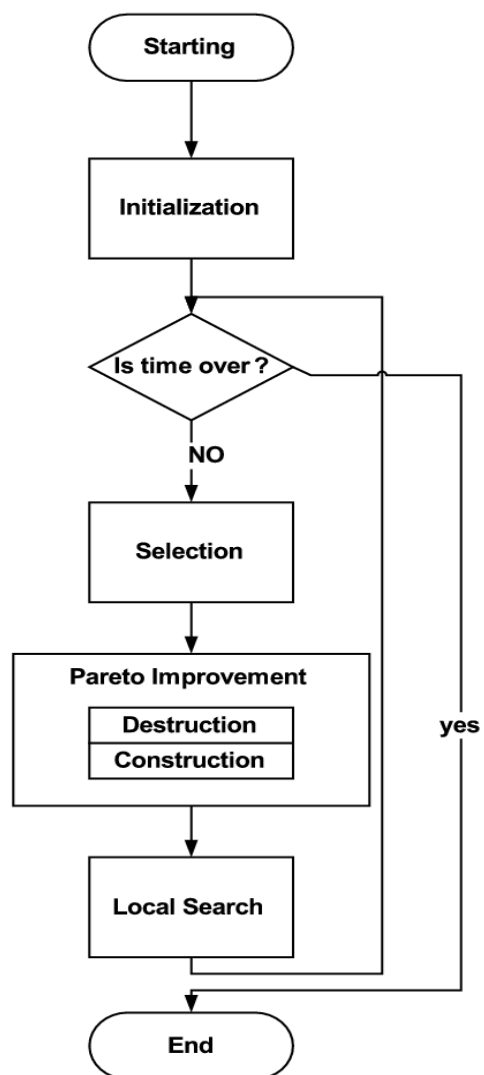 Starting
Initialization
Is time over ?
NO
Selection
Pareto Improvement
Destruction
Construction
yes
Local Search
End